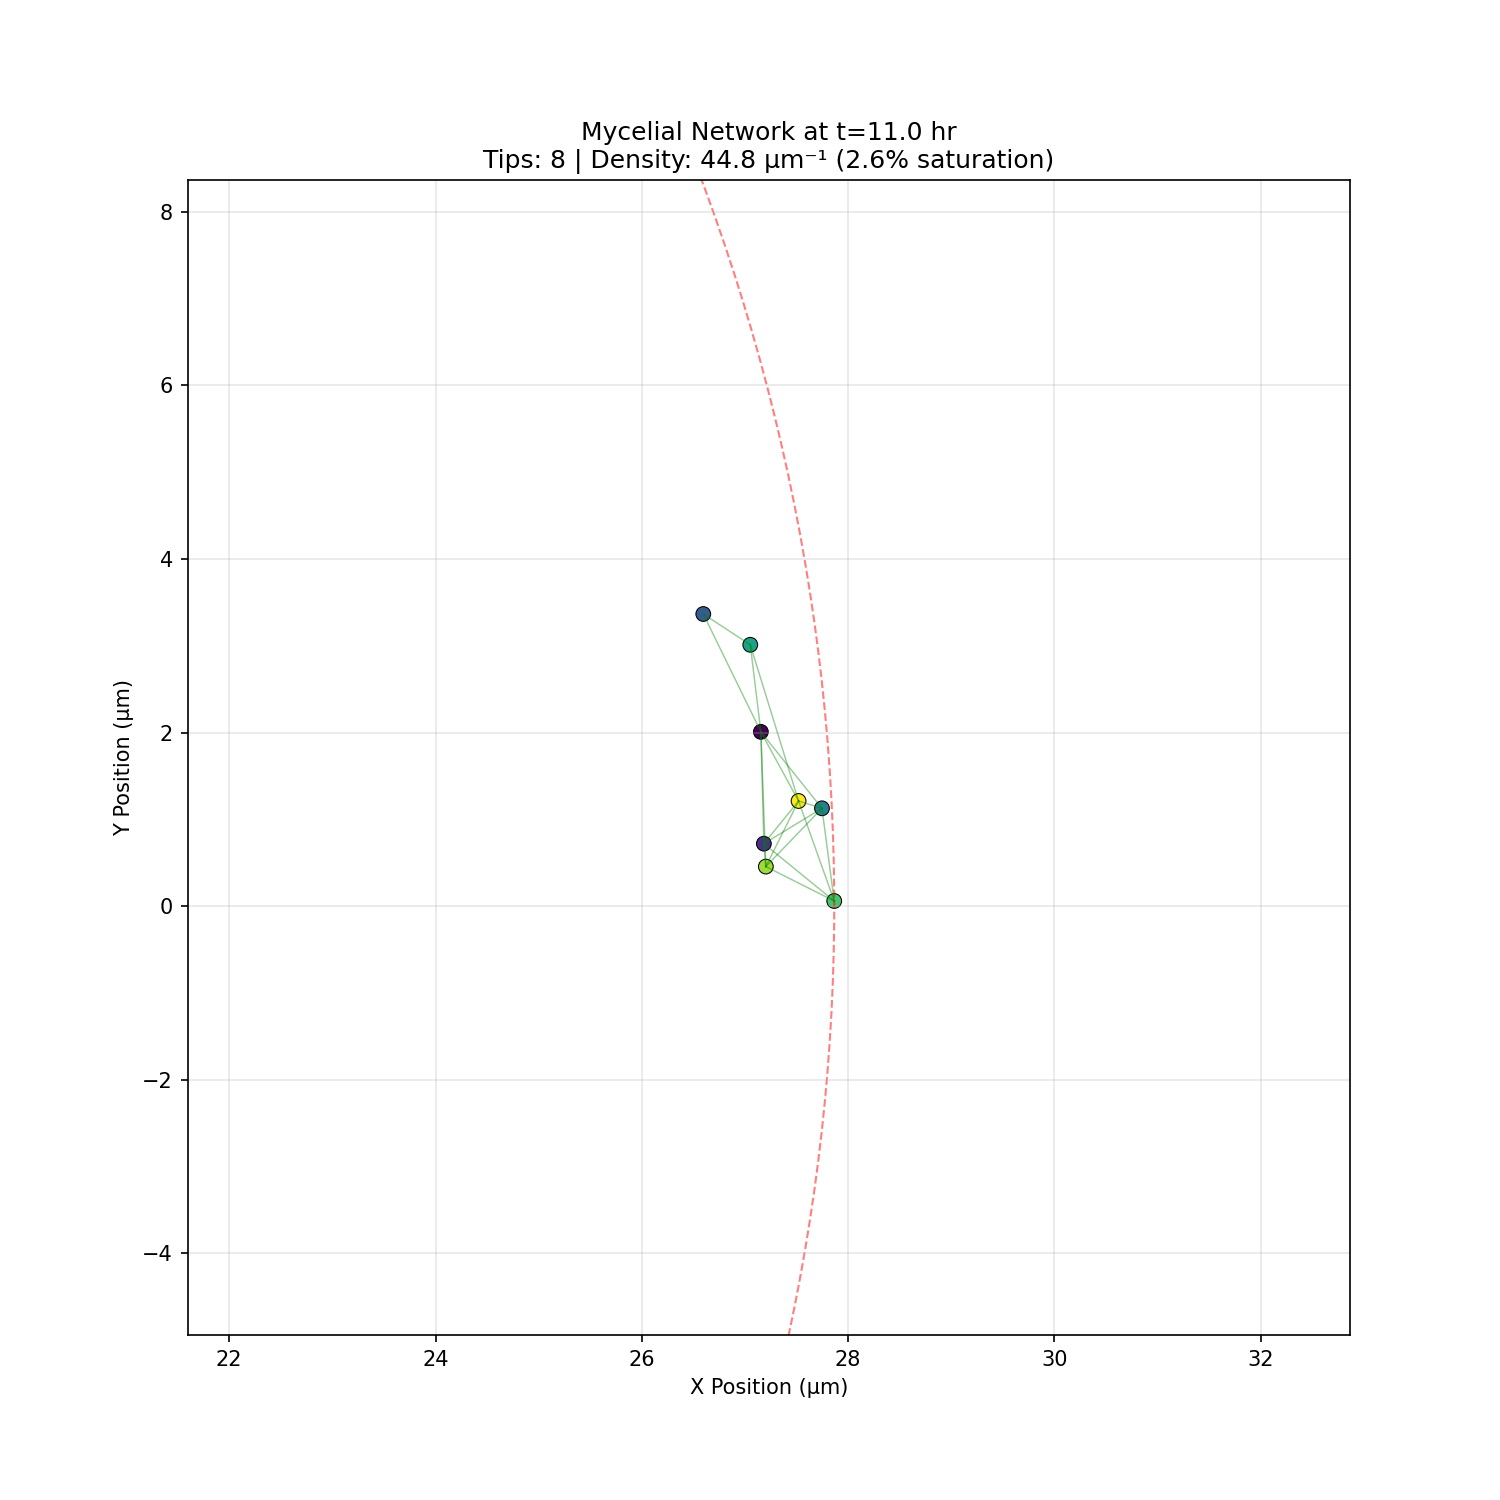 Mycelial Network at t=11.0 hr
Tips: 8 | Density: 44.8 μm⁻¹ (2.6% saturation)
8
6
4
2
0
−2
−4
Y Position (μm)
22 24 26 28 30 32
X Position (μm)